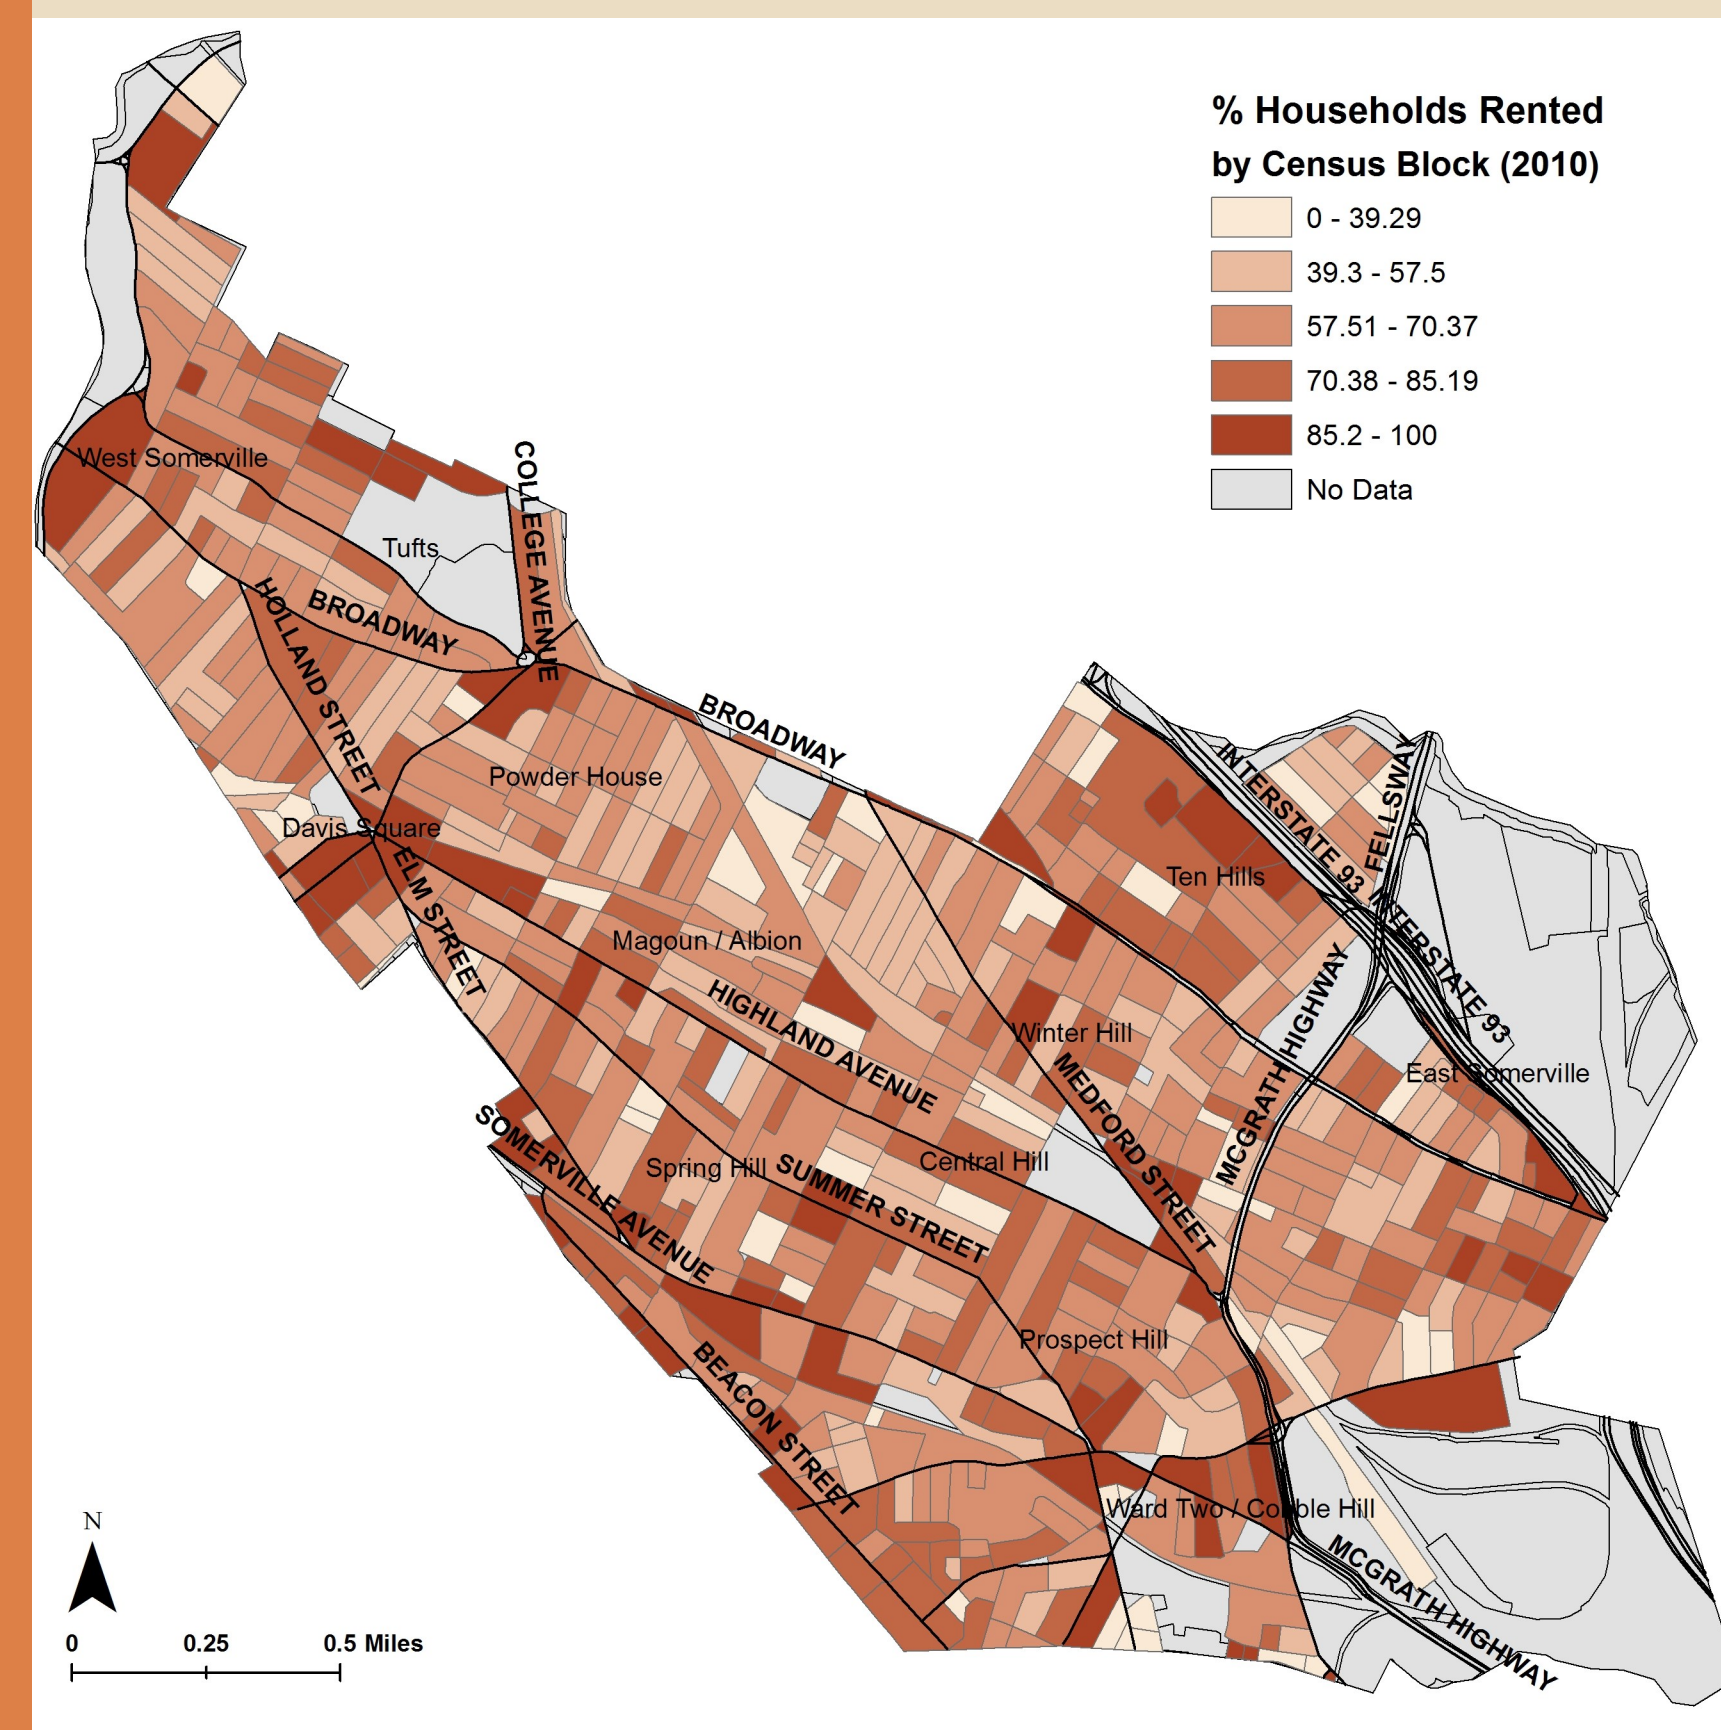 % Households Rented
by Census Block (2010)
0 - 39.29
39.3 - 57.5
57.51 - 70.37
70.38 - 85.19
85.2 - 100
No Data
West Somerville
COLLEGE AVENUE
Tufts
HOLLAND STREET
BROADWAY
BROADWAY
Powder House
INTERSTATE 93
FELLSWAY
Davis Square
ELM STREET
Ten Hills
INTERSTATE 93
Magoun / Albion
HIGHLAND AVENUE
Winter Hill
MCGRATH HIGHWAY
MEDFORD STREET
East Somerville
SOMERVILLE AVENUE
Spring Hill
SUMMER STREET
Central Hill
Prospect Hill
BEACON STREET
Ward Two / Cobble Hill
MCGRATH HIGHWAY
N
0 0.25 0.5 Miles